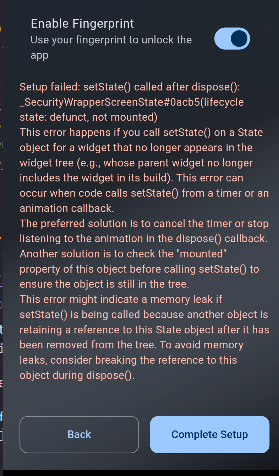 Enable Fingerprint
Use your fingerprint to unlock the
app
Setup failed: setState() called after dispose():
_SecurityWrapperScreenState#0acb5(lifecycle
state: defunct, not mounted)
This error happens if you call setState() on a State
object for a widget that no longer appears in the
widget tree (e.g., whose parent widget no longer
includes the widget in its build). This error can
occur when code calls setState() from a timer or an
animation callback.
The preferred solution is to cancel the timer or stop
listening to the animation in the dispose() callback.
Another solution is to check the "mounted"
property of this object before calling setState() to
ensure the object is still in the tree.
This error might indicate a memory leak if
setState() is being called because another object is
retaining a reference to this State object after it has
been removed from the tree. To avoid memory
leaks, consider breaking the reference to this
object during dispose().
Back
Complete Setup